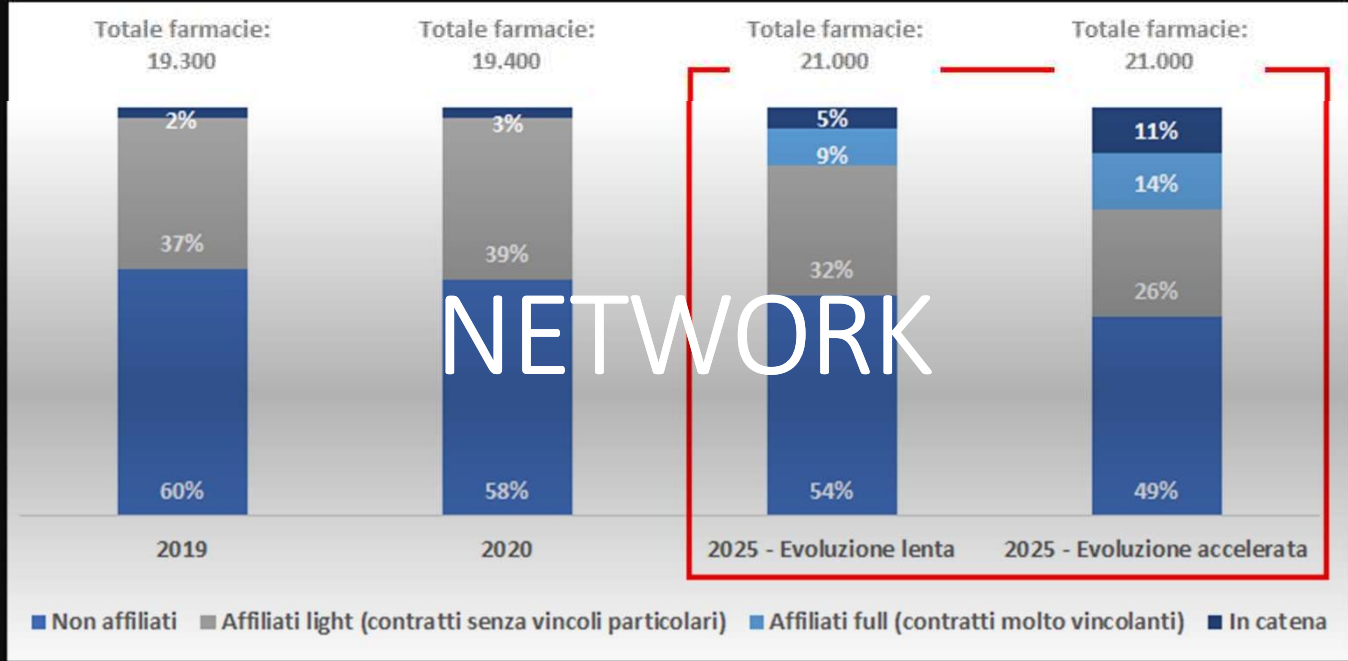 Totale farmacie:
19.300
Totale farmacie:
19.400
Totale farmacie:
21.000
Totale farmacie:
21.000
2%
37%
60%
3%
39%
58%
5%
9%
32%
54%
11%
14%
26%
49%
NETWORK
2019
2020
2025 - Evoluzione lenta
2025 - Evoluzione accelerata
Non affiliati
Affiliati light (contratti senza vincoli particolari)
Affiliati full (contratti molto vincolanti)
In catena